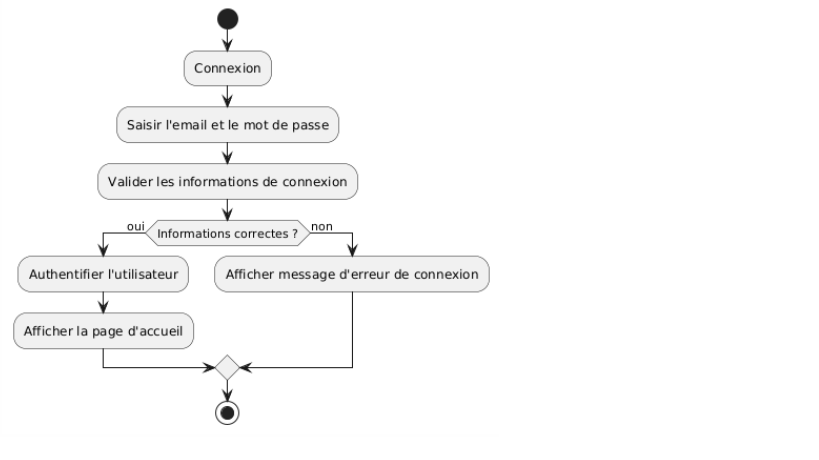 Connexion
Saisir l'email et le mot de passe
Valider les informations de connexion
oui
Informations correctes ?
non
Authentifier l'utilisateur
Afficher message d'erreur de connexion
Afficher la page d'accueil